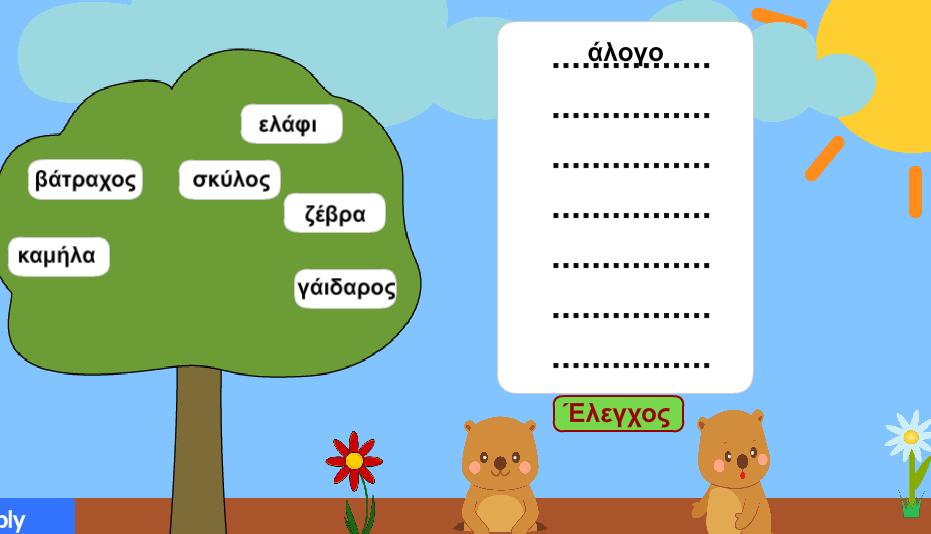 άλογο
ελάφι
βάτραχος
σκύλος
ζέβρα
καμήλα
γάιδαρος
Έλεγχος
ply